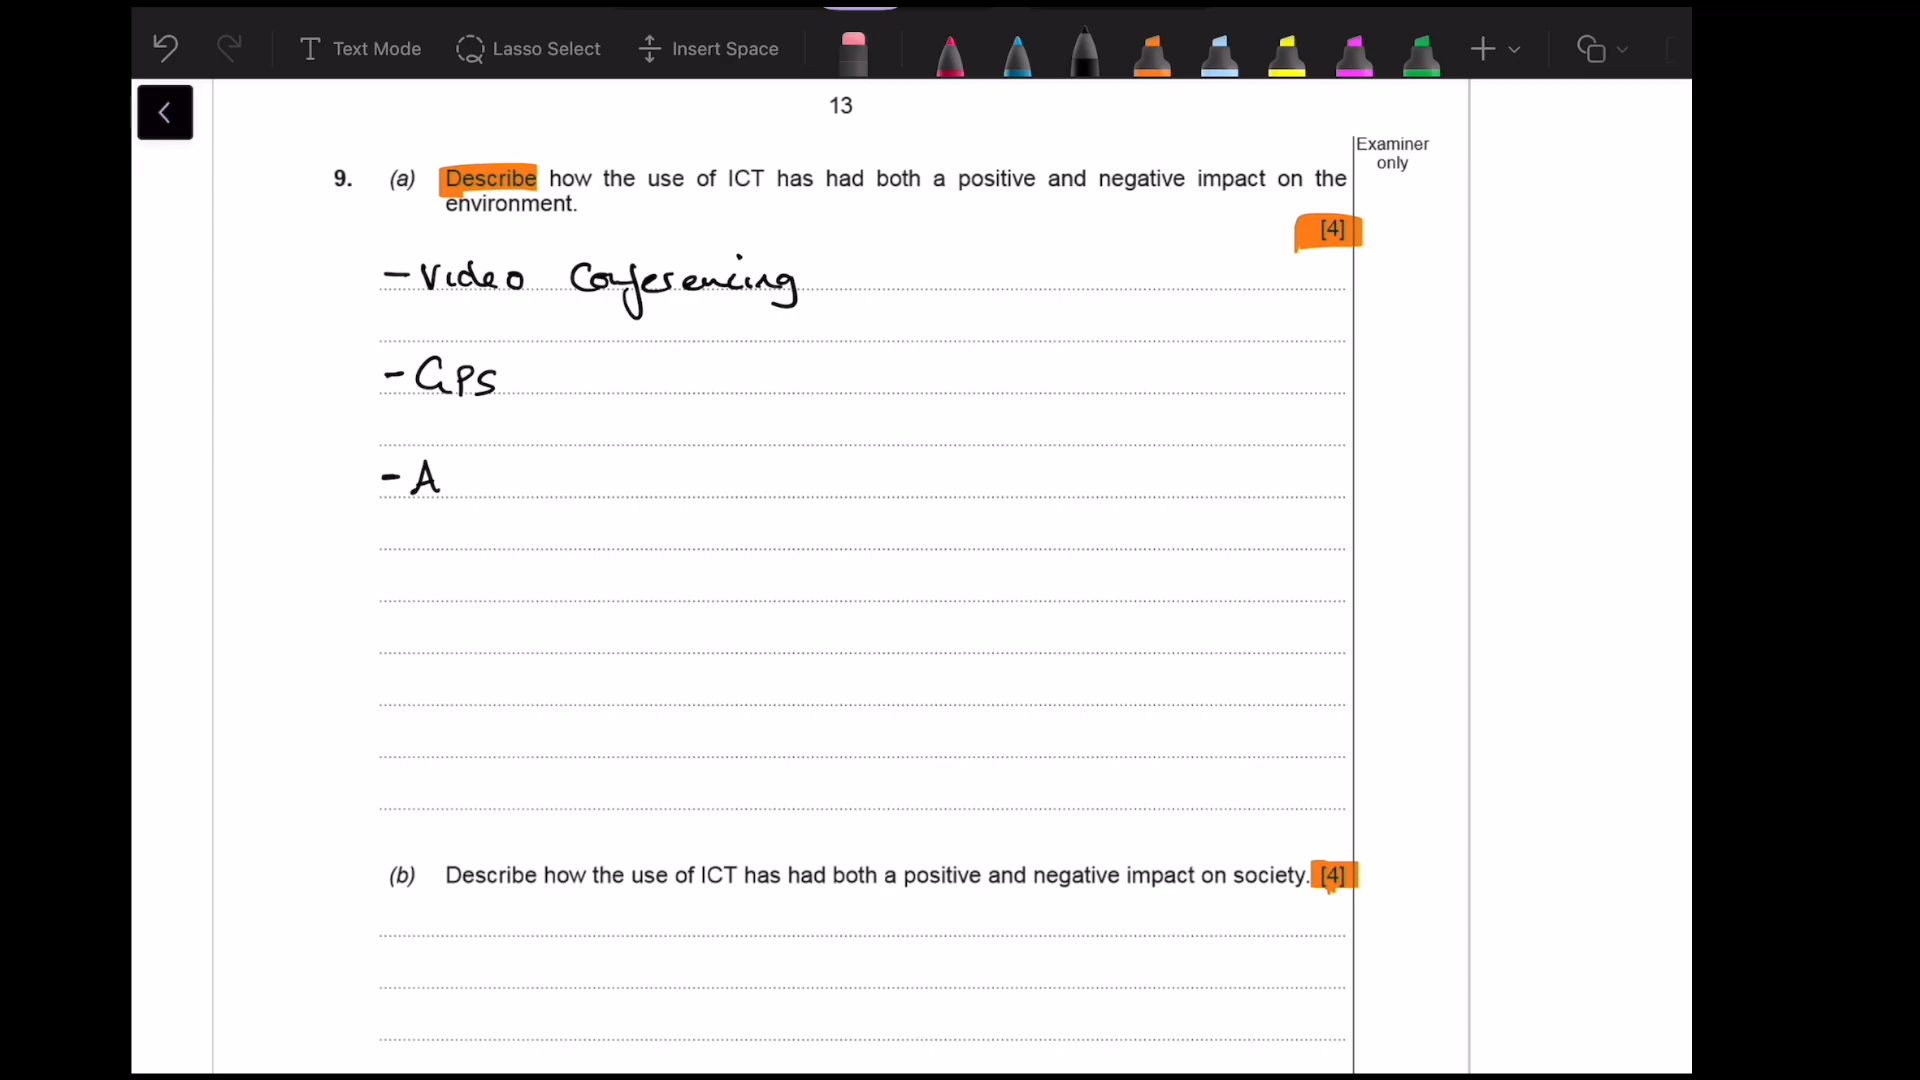 Text Mode
Lasso Select
Insert Space
13
Examiner
only
9. (a) Describe how the use of ICT has had both a positive and negative impact on the
environment.
[4]
- Video Conferencing
- GPS
- A
(b) Describe how the use of ICT has had both a positive and negative impact on society. [4]